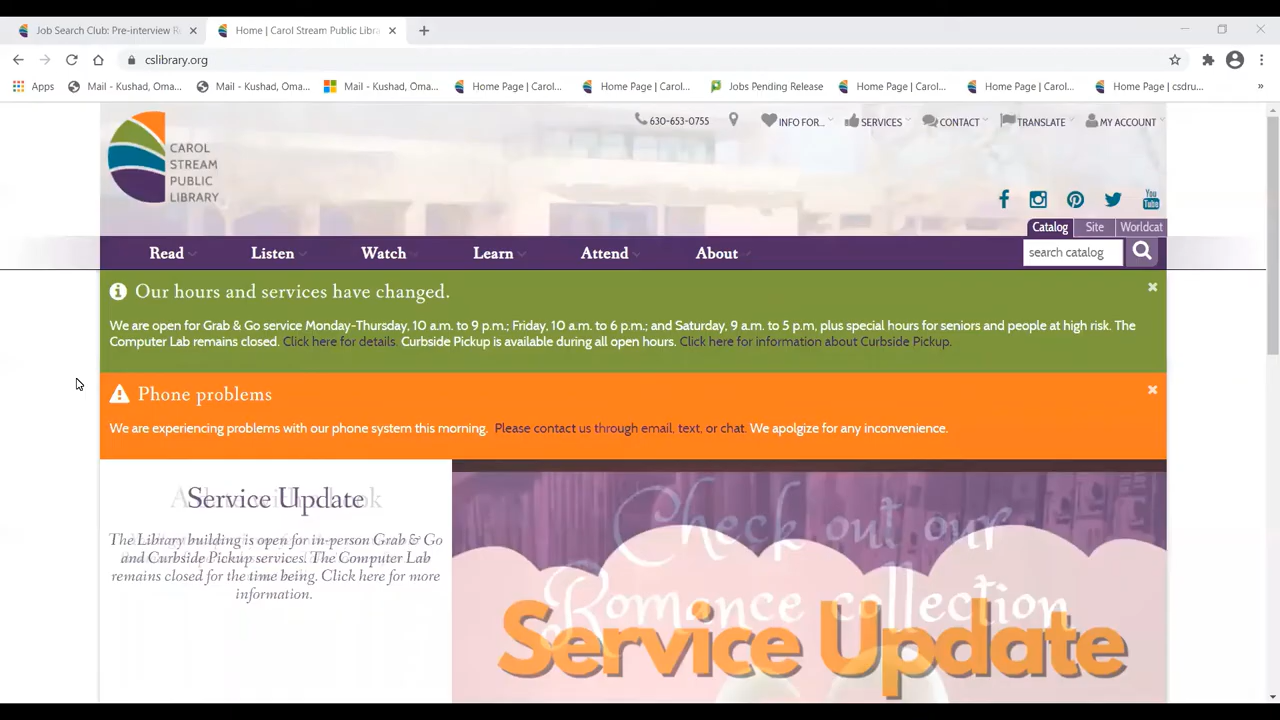 Job Search Club: Pre-interview R
Home | Carol Stream Public Libra
cslibrary.org
Apps
Mail - Kushad, Oma...
Mail - Kushad, Oma...
Mail - Kushad, Oma...
Home Page | Carol...
Home Page | Carol...
Jobs Pending Release
Home Page | Carol...
Home Page | Carol...
Home Page | csdru...
»
CAROL
STREAM
PUBLIC
LIBRARY
630-653-0755
INFO FOR...
SERVICES
CONTACT
TRANSLATE
MY ACCOUNT
You
Tube
Catalog
Site
Worldcat
Read
Listen
Watch
Learn
Attend
About
search catalog
Our hours and services have changed.
We are open for Grab & Go service Monday-Thursday, 10 a.m. to 9 p.m.; Friday, 10 a.m. to 6 p.m.; and Saturday, 9 a.m. to 5 p.m, plus special hours for seniors and people at high risk. The
Computer Lab remains closed. Click here for details. Curbside Pickup is available during all open hours. Click here for information about Curbside Pickup.
Phone problems
We are experiencing problems with our phone system this morning. Please contact us through email, text, or chat. We apolgize for any inconvenience.
Service Update
The Library building is open for in-person Grab & Go
and Curbside Pickup services. The Computer Lab
remains closed for the time being. Click here for more
information.
Check out our
Romance collection
Service Update